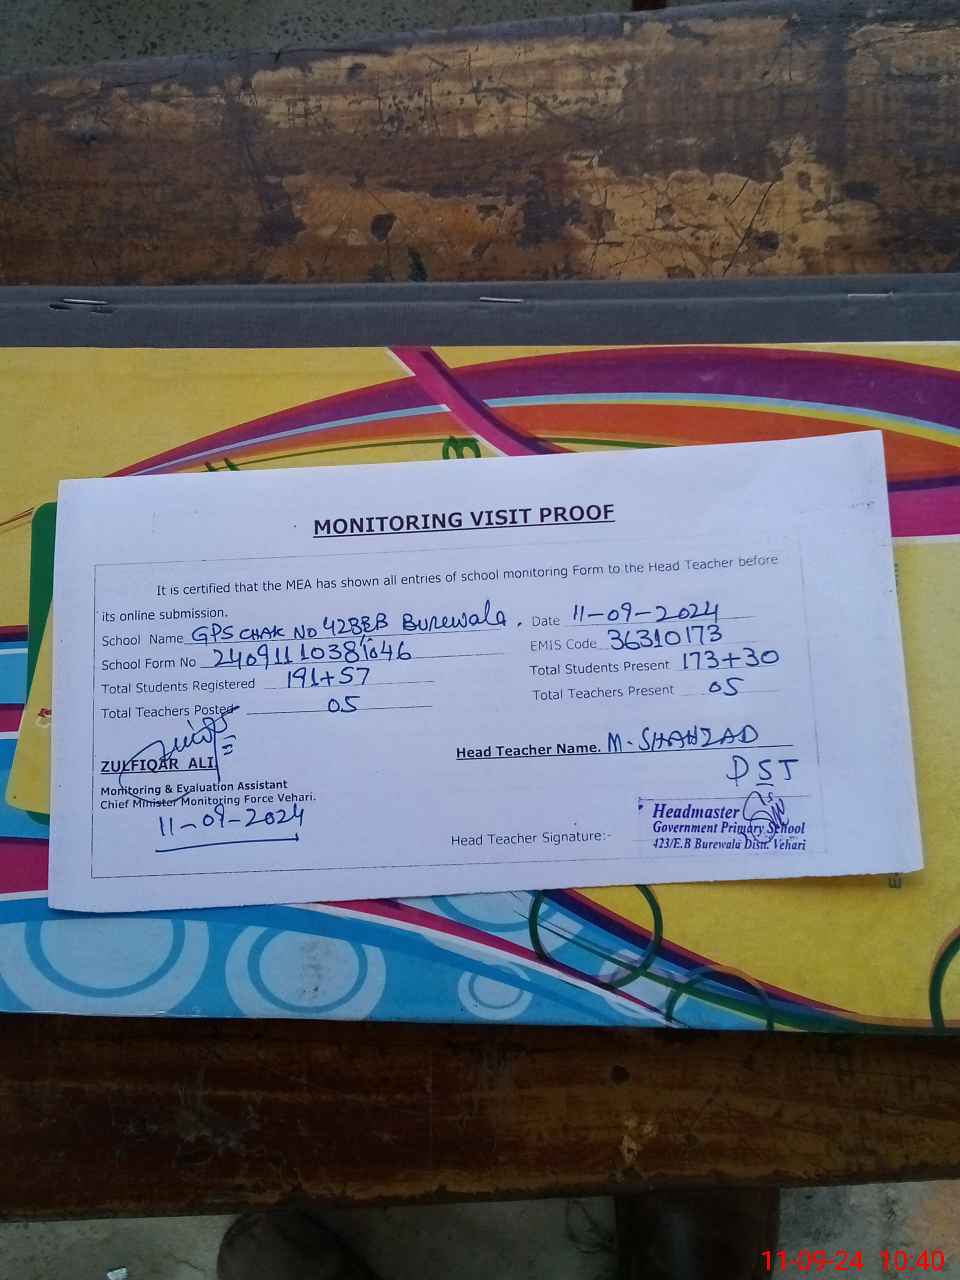 MONITORING VISIT PROOF
It is certified that the MEA has shown all entries of school monitoring Form to the Head Teacher before
its online submission.
School Name GPS CHAK NO Burewala. Date 11-09-2024
School Form No EMIS Code 36310173
Total Students Registered 191+57 Total Students Present 173+30
Total Teachers Posted 05 Total Teachers Present 05
ZULFIQAR ALI Head Teacher Name. M. SHAHZAD
PST
Monitoring & Evaluation Assistant
Chief Minister Monitoring Force Vehari.
11-09-2024
Head Teacher Signature:-
Headmaster
Government Primary School
423/E.B Burewala Distt. Vehari
11-09-24 10:40